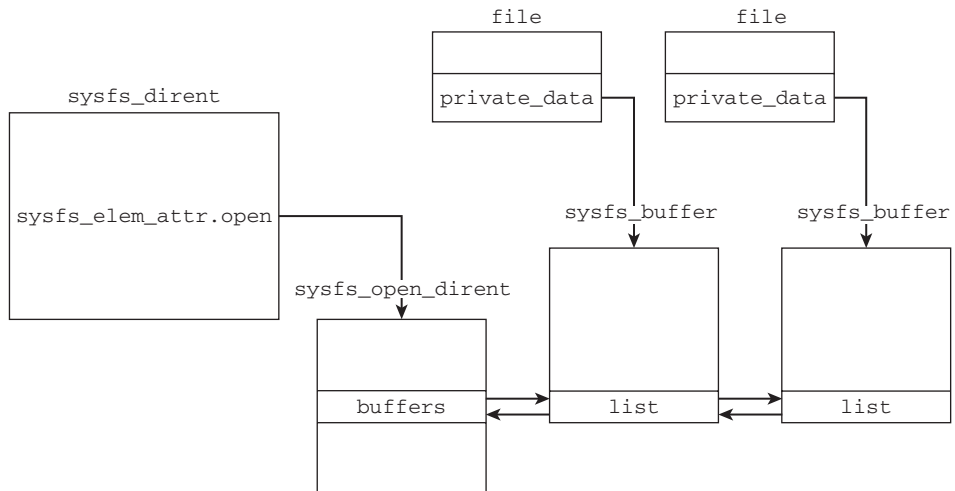 file
file
private_data
private_data
sysfs_dirent
sysfs_elem_attr.open
sysfs_buffer
sysfs_buffer
sysfs_open_dirent
buffers
list
list